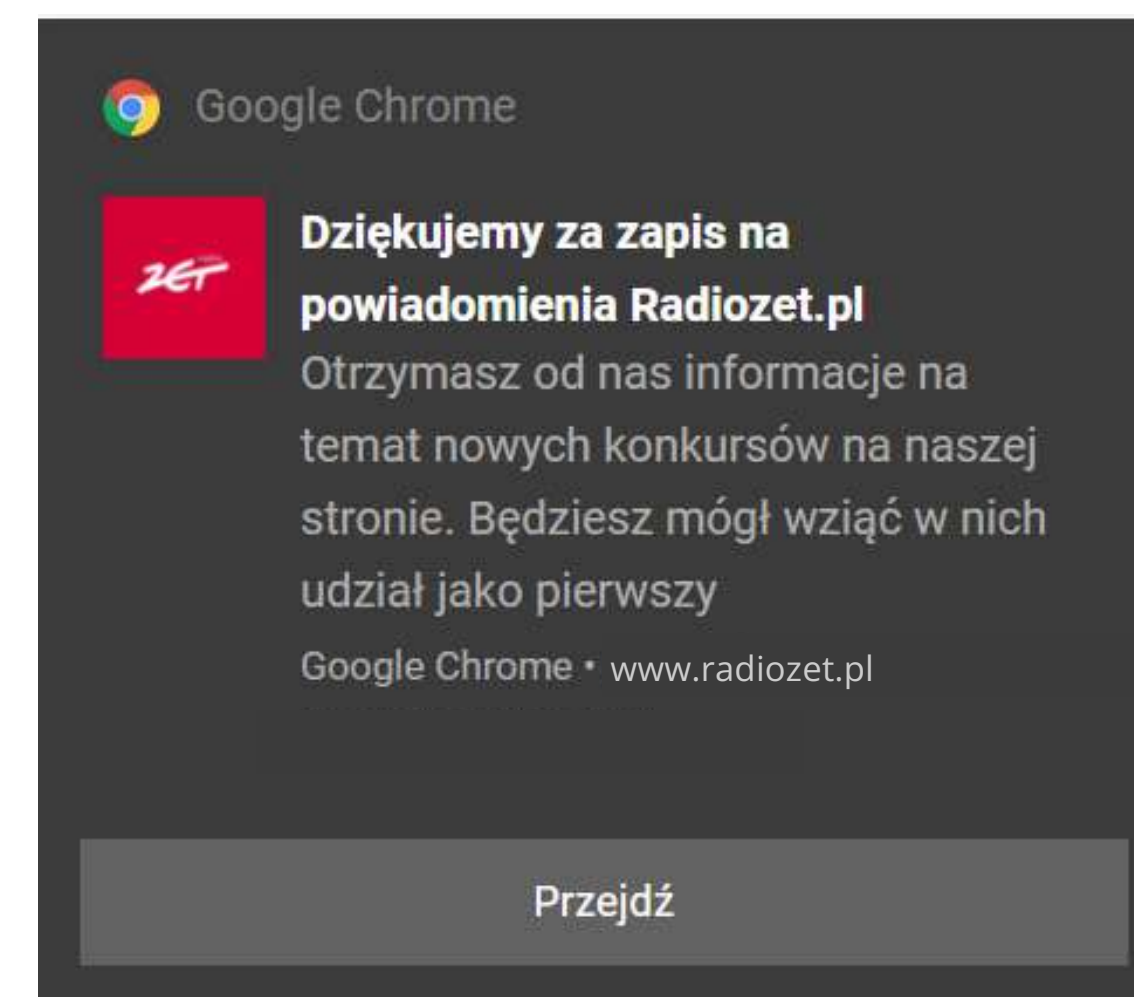 Google Chrome
ZET
Dziękujemy za zapis na
powiadomienia Radiozet.pl
Otrzymasz od nas informacje na
temat nowych konkursów na naszej
stronie. Będziesz mógł wziąć w nich
udział jako pierwszy
Google Chrome • www.radiozet.pl
Przejdź